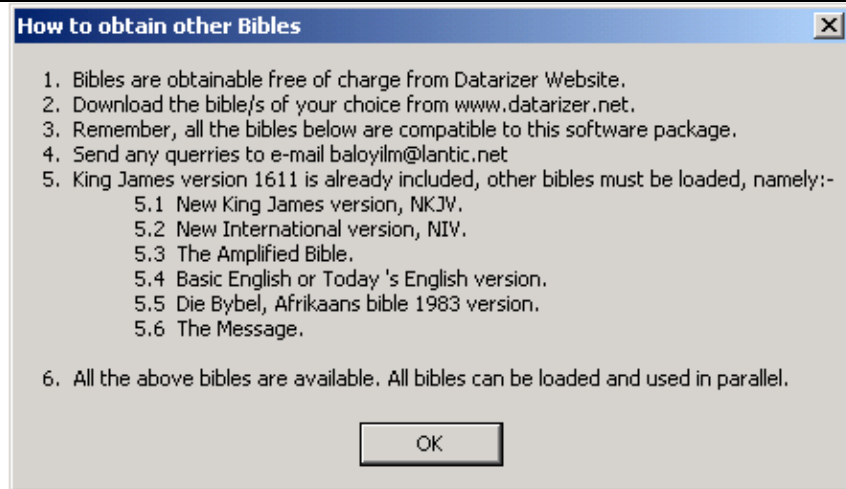 How to obtain other Bibles
1. Bibles are obtainable free of charge from Datarizer Website.
2. Download the bible/s of your choice from www.datarizer.net.
3. Remember, all the bibles below are compatible to this software package.
4. Send any querries to e-mail baloyilm@lantic.net
5. King James version 1611 is already included, other bibles must be loaded, namely:-
5.1 New King James version, NKJV.
5.2 New International version, NIV.
5.3 The Amplified Bible.
5.4 Basic English or Today 's English version.
5.5 Die Bybel, Afrikaans bible 1983 version.
5.6 The Message.
6. All the above bibles are available. All bibles can be loaded and used in parallel.
OK